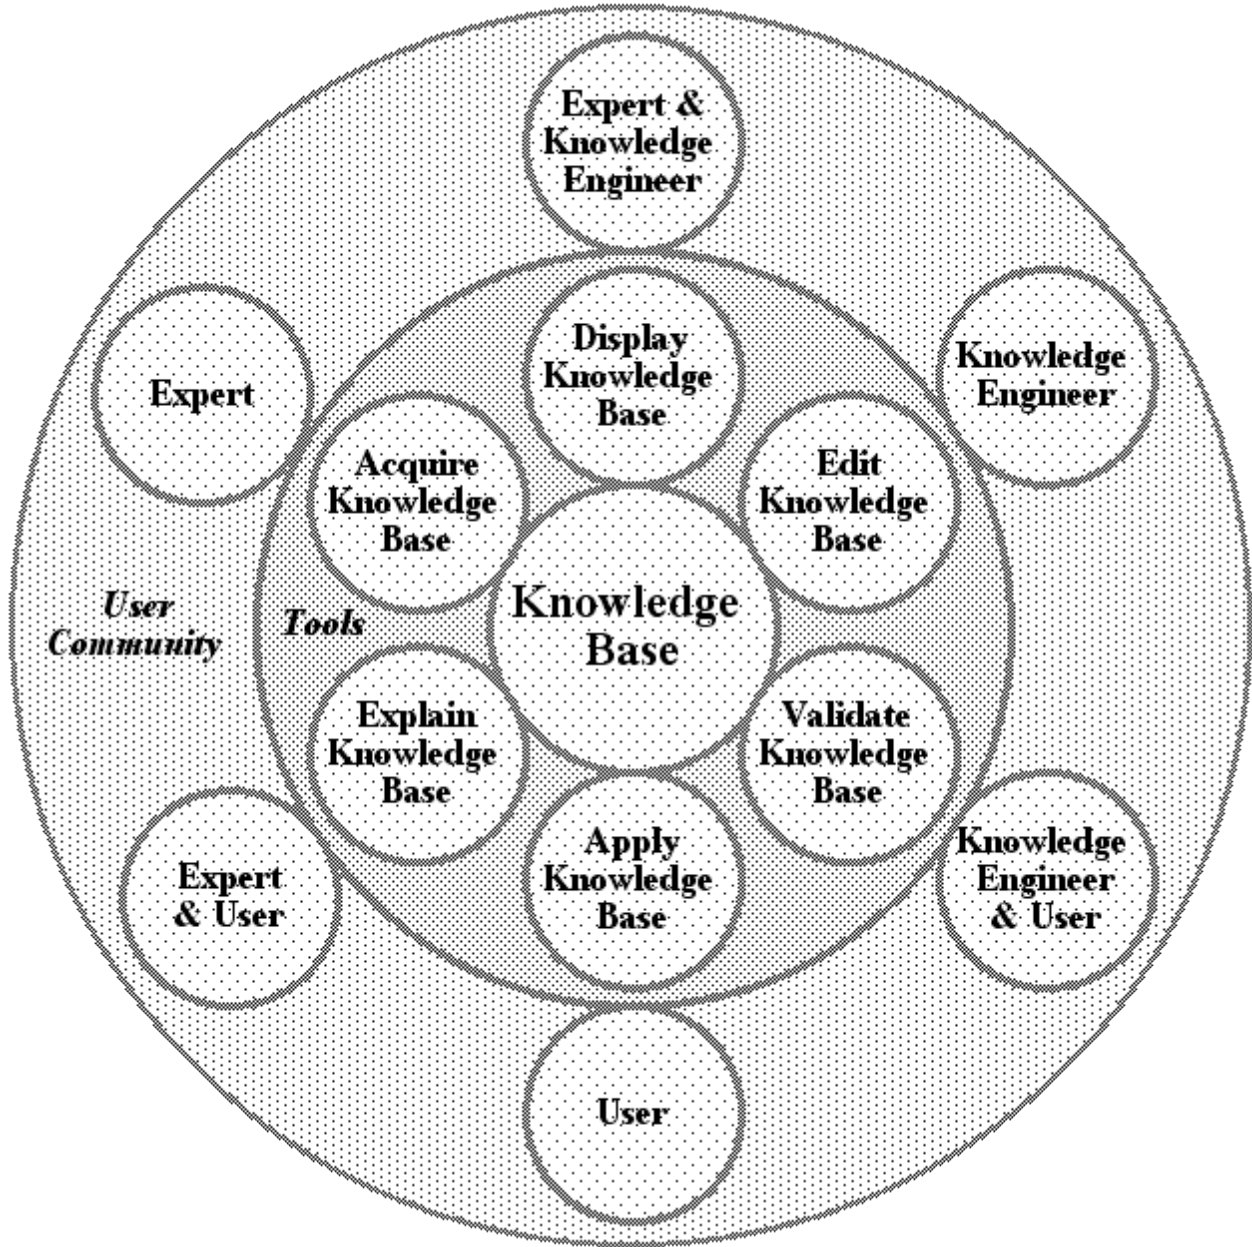 Expert &
Knowledge
Engineer
Expert
Knowledge
Engineer
Display
Knowledge
Base
Acquire
Knowledge
Base
Edit
Knowledge
Base
User
Community
Tools
Knowledge
Base
Explain
Knowledge
Base
Validate
Knowledge
Base
Apply
Knowledge
Base
Expert
& User
Knowledge
Engineer
& User
User